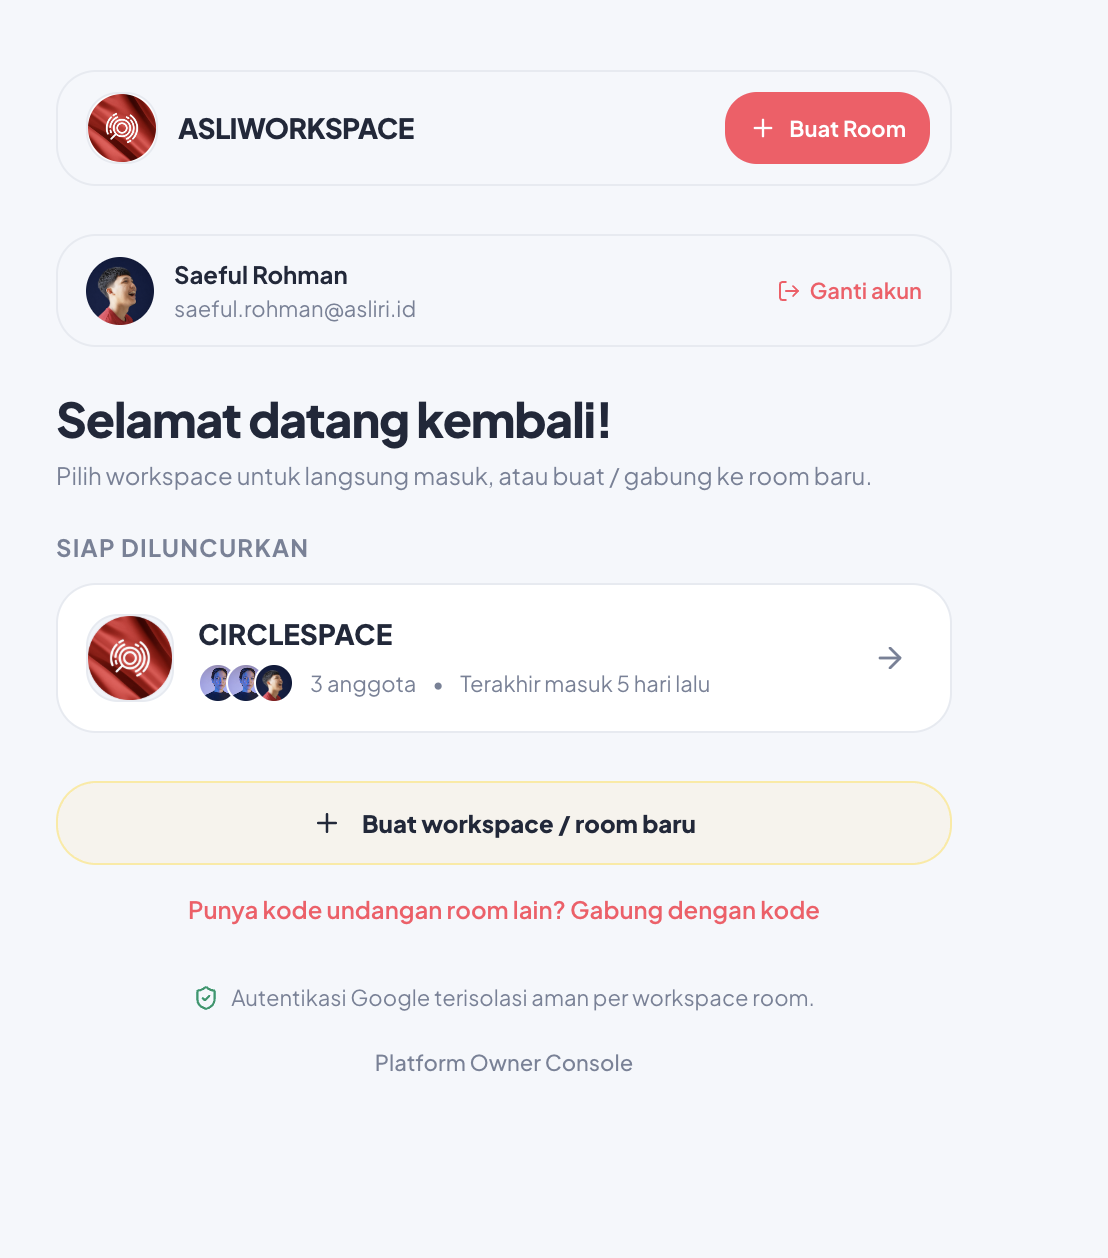 ASLIWORKSPACE
Buat Room
Saeful Rohman
saeful.rohman@asliri.id
Ganti akun
Selamat datang kembali!
Pilih workspace untuk langsung masuk, atau buat / gabung ke room baru.
SIAP DILUNCURKAN
CIRCLESPACE
3 anggota • Terakhir masuk 5 hari lalu
Buat workspace / room baru
Punya kode undangan room lain? Gabung dengan kode
Autentikasi Google terisolasi aman per workspace room.
Platform Owner Console